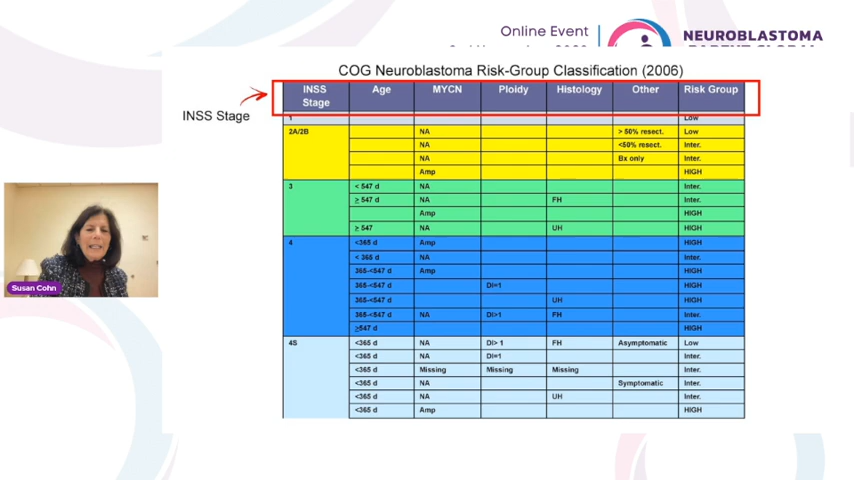 Online Event
NEUROBLASTOMA
COG Neuroblastoma Risk-Group Classification (2006)
INSS Stage
INSS Stage Age MYCN Ploidy Histology Other Risk Group
1 Low
2A/2B NA > 50% resect. Low
NA <50% resect. Inter.
NA Bx only Inter.
Amp HIGH
3 < 547 d NA Inter.
≥ 547 d NA FH Inter.
Amp HIGH
≥ 547 UH HIGH
4 <365 d Amp HIGH
< 365 d NA Inter.
365-<547 d Amp HIGH
365-<547 d DI=1 HIGH
365-<547 d UH HIGH
365-<547 d NA DI>1 FH Inter.
≥547 d HIGH
4S <365 d NA DI> 1 FH Asymptomatic Low
<365 d NA DI=1 Inter.
<365 d Missing Missing Missing Inter.
<365 d NA Symptomatic Inter.
<365 d NA UH Inter.
<365 d Amp HIGH
Susan Cohn